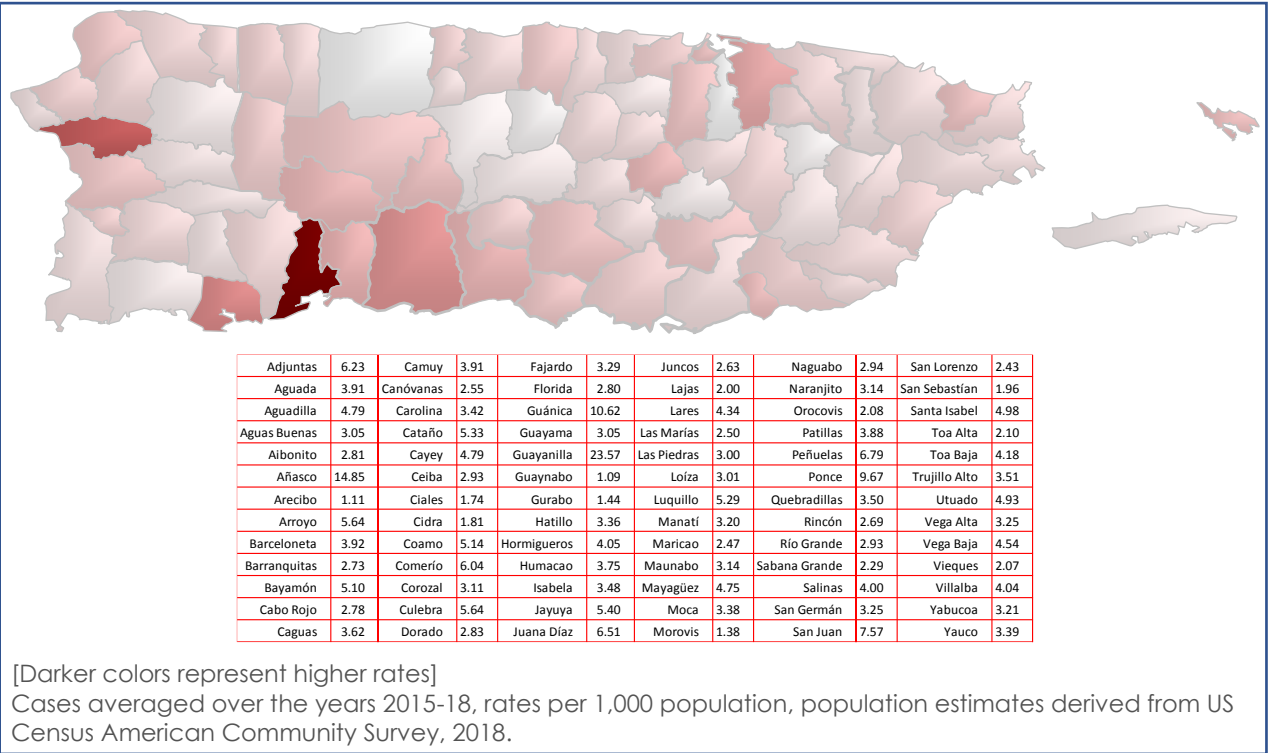 Adjuntas 6.23 Camuy 3.91 Fajardo 3.29 Juncos 2.63 Naguabo 2.94 San Lorenzo 2.43
Aguada 3.91 Canóvanas 2.55 Florida 2.80 Lajas 2.00 Naranjito 3.14 San Sebastían 1.96
Aguadilla 4.79 Carolina 3.42 Guánica 10.62 Lares 4.34 Orocovis 2.08 Santa Isabel 4.98
Aguas Buenas 3.05 Cataño 5.33 Guayama 3.05 Las Marías 2.50 Patillas 3.88 Toa Alta 2.10
Aibonito 2.81 Cayey 4.79 Guayanilla 23.57 Las Piedras 3.00 Peñuelas 6.79 Toa Baja 4.18
Añasco 14.85 Ceiba 2.93 Guaynabo 1.09 Loíza 3.01 Ponce 9.67 Trujillo Alto 3.51
Arecibo 1.11 Ciales 1.74 Gurabo 1.44 Luquillo 5.29 Quebradillas 3.50 Utuado 4.93
Arroyo 5.64 Cidra 1.81 Hatillo 3.36 Manatí 3.20 Rincón 2.69 Vega Alta 3.25
Barceloneta 3.92 Coamo 5.14 Hormigueros 4.05 Maricao 2.47 Río Grande 2.93 Vega Baja 4.54
Barranquitas 2.73 Comerío 6.04 Humacao 3.75 Maunabo 3.14 Sabana Grande 2.29 Vieques 2.07
Bayamón 5.10 Corozal 3.11 Isabela 3.48 Mayagüez 4.75 Salinas 4.00 Villalba 4.04
Cabo Rojo 2.78 Culebra 5.64 Jayuya 5.40 Moca 3.38 San Germán 3.25 Yabucoa 3.21
Caguas 3.62 Dorado 2.83 Juana Díaz 6.51 Morovis 1.38 San Juan 7.57 Yauco 3.39
[Darker colors represent higher rates]
Cases averaged over the years 2015-18, rates per 1,000 population, population estimates derived from US
Census American Community Survey, 2018.